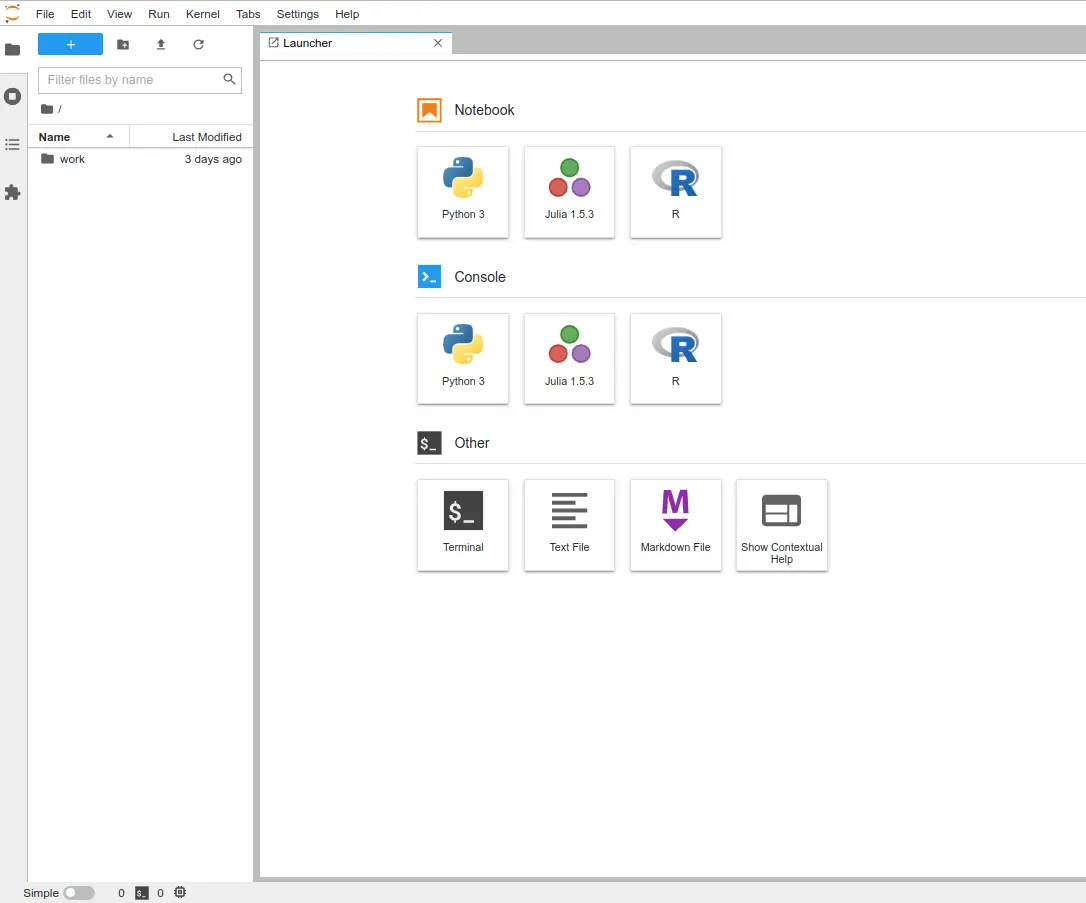 File Edit View Run Kernel Tabs Settings Help
+
Launcher
Filter files by name
/
Name Last Modified
work 3 days ago
Notebook
Python 3 Julia 1.5.3 R
Console
Python 3 Julia 1.5.3 R
$_ Other
$_ M
Terminal Text File Markdown File Show Contextual
Help
Simple 0 $_ 0